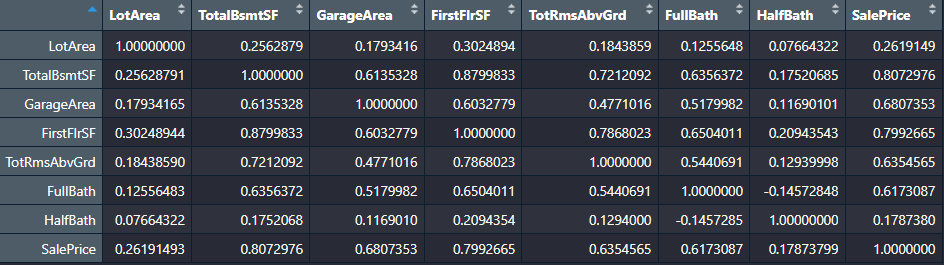 LotArea TotalBsmtSF GarageArea FirstFlrSF TotRmsAbvGrd FullBath HalfBath SalePrice
LotArea 1.00000000 0.2562879 0.1793416 0.3024894 0.1843859 0.1255648 0.07664322 0.2619149
TotalBsmtSF 0.25628791 1.0000000 0.6135328 0.8799833 0.7212092 0.6356372 0.17520685 0.8072976
GarageArea 0.17934165 0.6135328 1.0000000 0.6032779 0.4771016 0.5179982 0.11690101 0.6807353
FirstFlrSF 0.30248944 0.8799833 0.6032779 1.0000000 0.7868023 0.6504011 0.20943543 0.7992665
TotRmsAbvGrd 0.18438590 0.7212092 0.4771016 0.7868023 1.0000000 0.5440691 0.12939998 0.6354565
FullBath 0.12556483 0.6356372 0.5179982 0.6504011 0.5440691 1.0000000 -0.14572848 0.6173087
HalfBath 0.07664322 0.1752068 0.1169010 0.2094354 0.1294000 -0.1457285 1.00000000 0.1787380
SalePrice 0.26191493 0.8072976 0.6807353 0.7992665 0.6354565 0.6173087 0.17873799 1.0000000